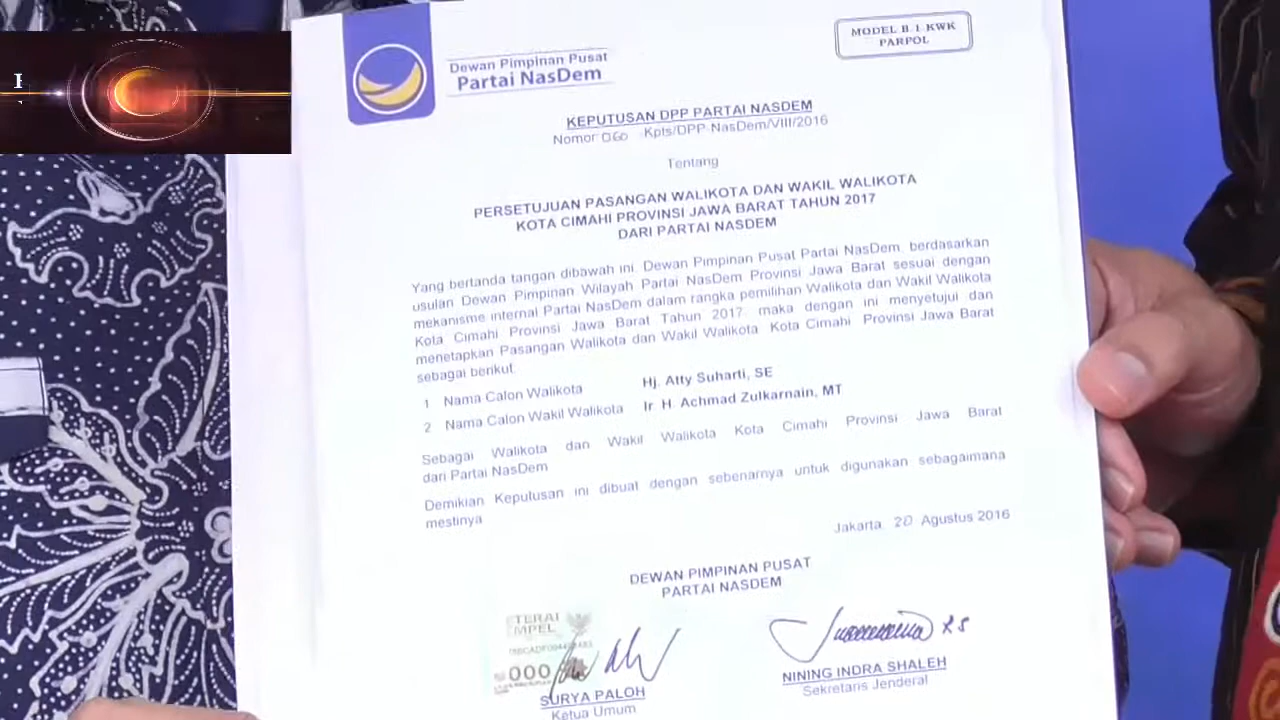 Dewan Pimpinan Pusat
Partai NasDem
MODEL B.1 KWK
PARPOL
KEPUTUSAN DPP PARTAI NASDEM
Nomor 060 Kpts/DPP NasDem/VIII/2016
Tentang
PERSETUJUAN PASANGAN WALIKOTA DAN WAKIL WALIKOTA
KOTA CIMAHI PROVINSI JAWA BARAT TAHUN 2017
DARI PARTAI NASDEM
Yang bertanda tangan dibawah ini, Dewan Pimpinan Pusat Partai NasDem, berdasarkan
usulan Dewan Pimpinan Wilayah Partai NasDem Provinsi Jawa Barat sesuai dengan
mekanisme internal Partai NasDem dalam rangka pemilihan Walikota dan Wakil Walikota
Kota Cimahi Provinsi Jawa Barat Tahun 2017, maka dengan ini menyetujui dan
menetapkan Pasangan Walikota dan Wakil Walikota Kota Cimahi Provinsi Jawa Barat
sebagai berikut
1 Nama Calon Walikota Hj. Atty Suharti, SE
2 Nama Calon Wakil Walikota Ir H. Achmad Zulkarnain, MT
Sebagai Walikota dan Wakil Walikota Kota Cimahi Provinsi Jawa Barat
dari Partai NasDem
Demikian Keputusan ini dibuat dengan sebenarnya untuk digunakan sebagaimana
mestinya
Jakarta, 20 Agustus 2016
DEWAN PIMPINAN PUSAT
PARTAI NASDEM
TERAI
MPEL
000
SURYA PALOH
Ketua Umum
NINING INDRA SHALEH
Sekretaris Jenderal